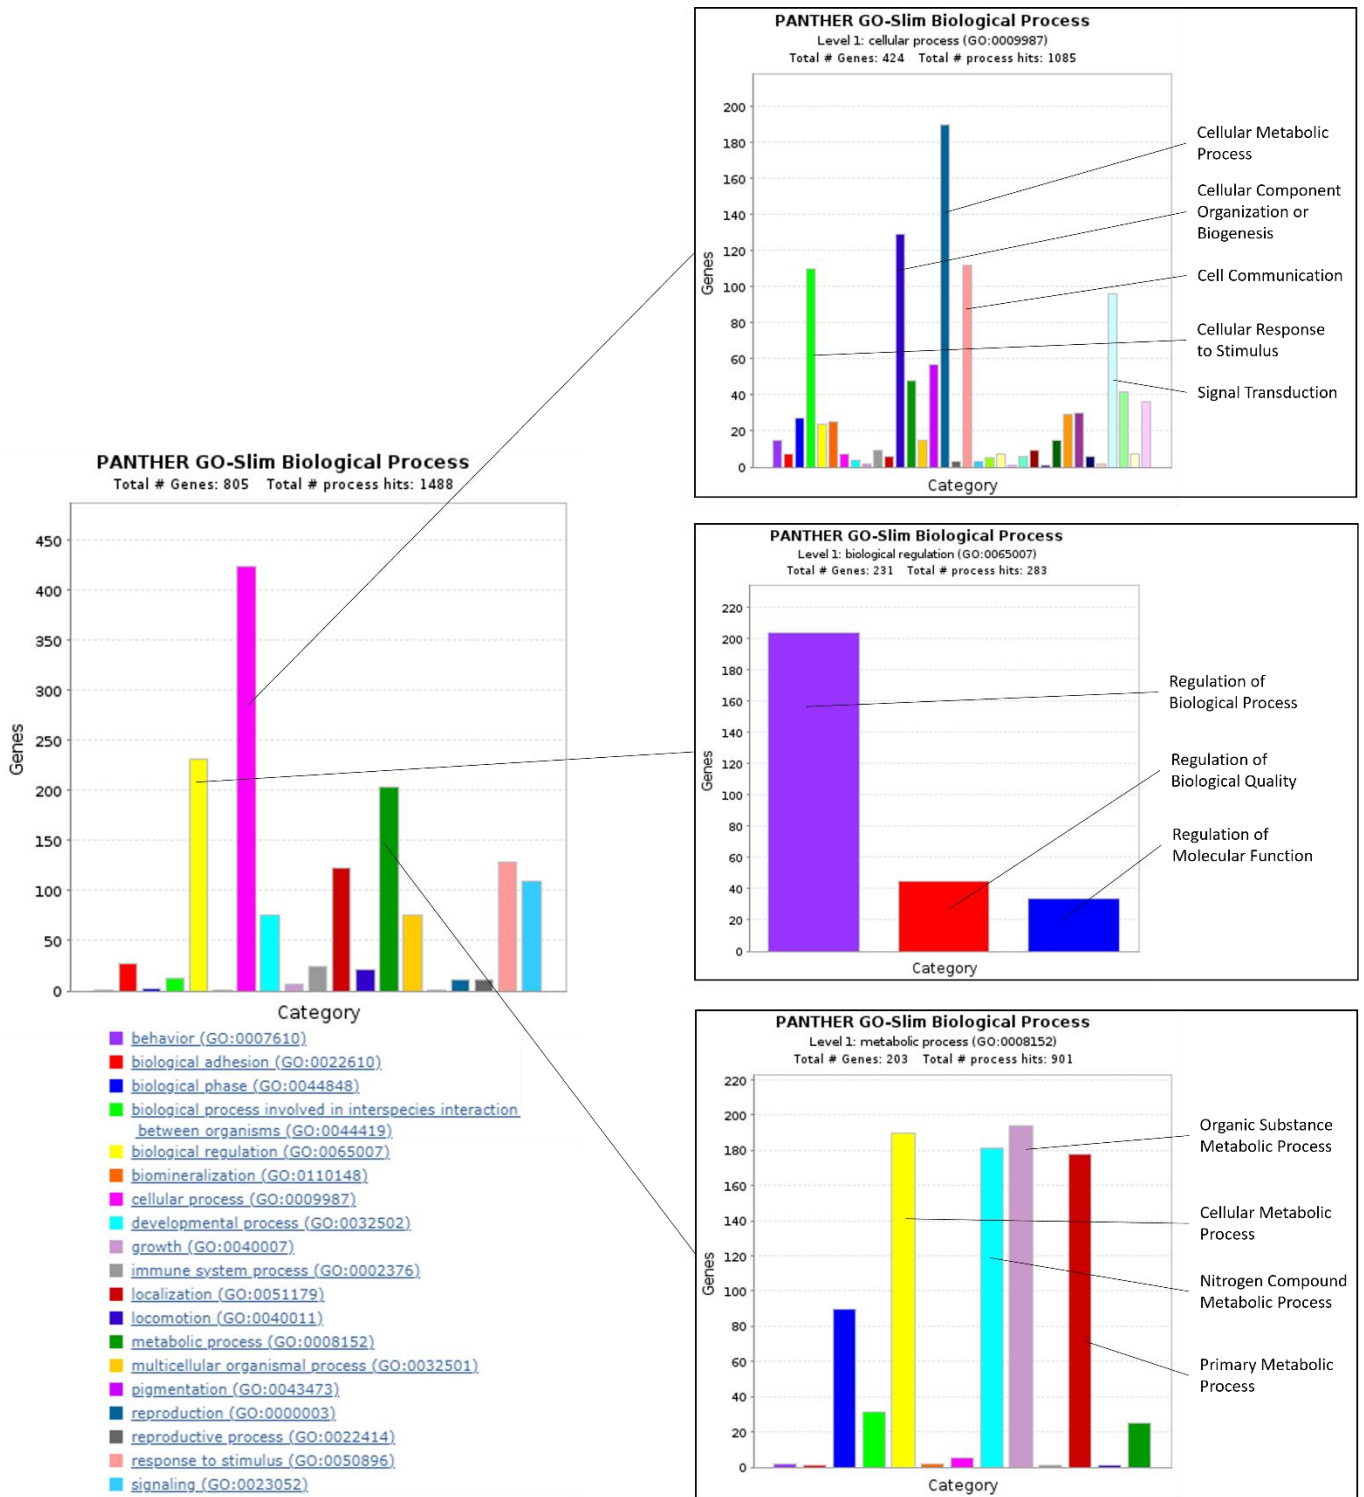 PANTHER GO-Slim Biological Process
Level 1: cellular process (GO:0009987)
Total # Genes: 424 Total # process hits: 1085
200
180
160
140
120
100
80
60
40
20
0
Genes
Category
Cellular Metabolic
Process
Cellular Component
Organization or
Biogenesis
Cell Communication
Cellular Response
to Stimulus
Signal Transduction
PANTHER GO-Slim Biological Process
Total # Genes: 805 Total # process hits: 1488
450
400
350
300
250
200
150
100
50
0
Genes
Category
behavior (GO:0007610)
biological adhesion (GO:0022610)
biological phase (GO:0044848)
biological process involved in interspecies interaction
between organisms (GO:0044419)
biological regulation (GO:0065007)
biomineralization (GO:0110148)
cellular process (GO:0009987)
developmental process (GO:0032502)
growth (GO:0040007)
immune system process (GO:0002376)
localization (GO:0051179)
locomotion (GO:0040011)
metabolic process (GO:0008152)
multicellular organismal process (GO:0032501)
pigmentation (GO:0043473)
reproduction (GO:0000003)
reproductive process (GO:0022414)
response to stimulus (GO:0050896)
signaling (GO:0023052)
PANTHER GO-Slim Biological Process
Level 1: biological regulation (GO:0065007)
Total # Genes: 231 Total # process hits: 283
220
200
180
160
140
120
100
80
60
40
20
0
Genes
Category
Regulation of
Biological Process
Regulation of
Biological Quality
Regulation of
Molecular Function
PANTHER GO-Slim Biological Process
Level 1: metabolic process (GO:0008152)
Total # Genes: 203 Total # process hits: 901
220
200
180
160
140
120
100
80
60
40
20
0
Genes
Category
Organic Substance
Metabolic Process
Cellular Metabolic
Process
Nitrogen Compound
Metabolic Process
Primary Metabolic
Process